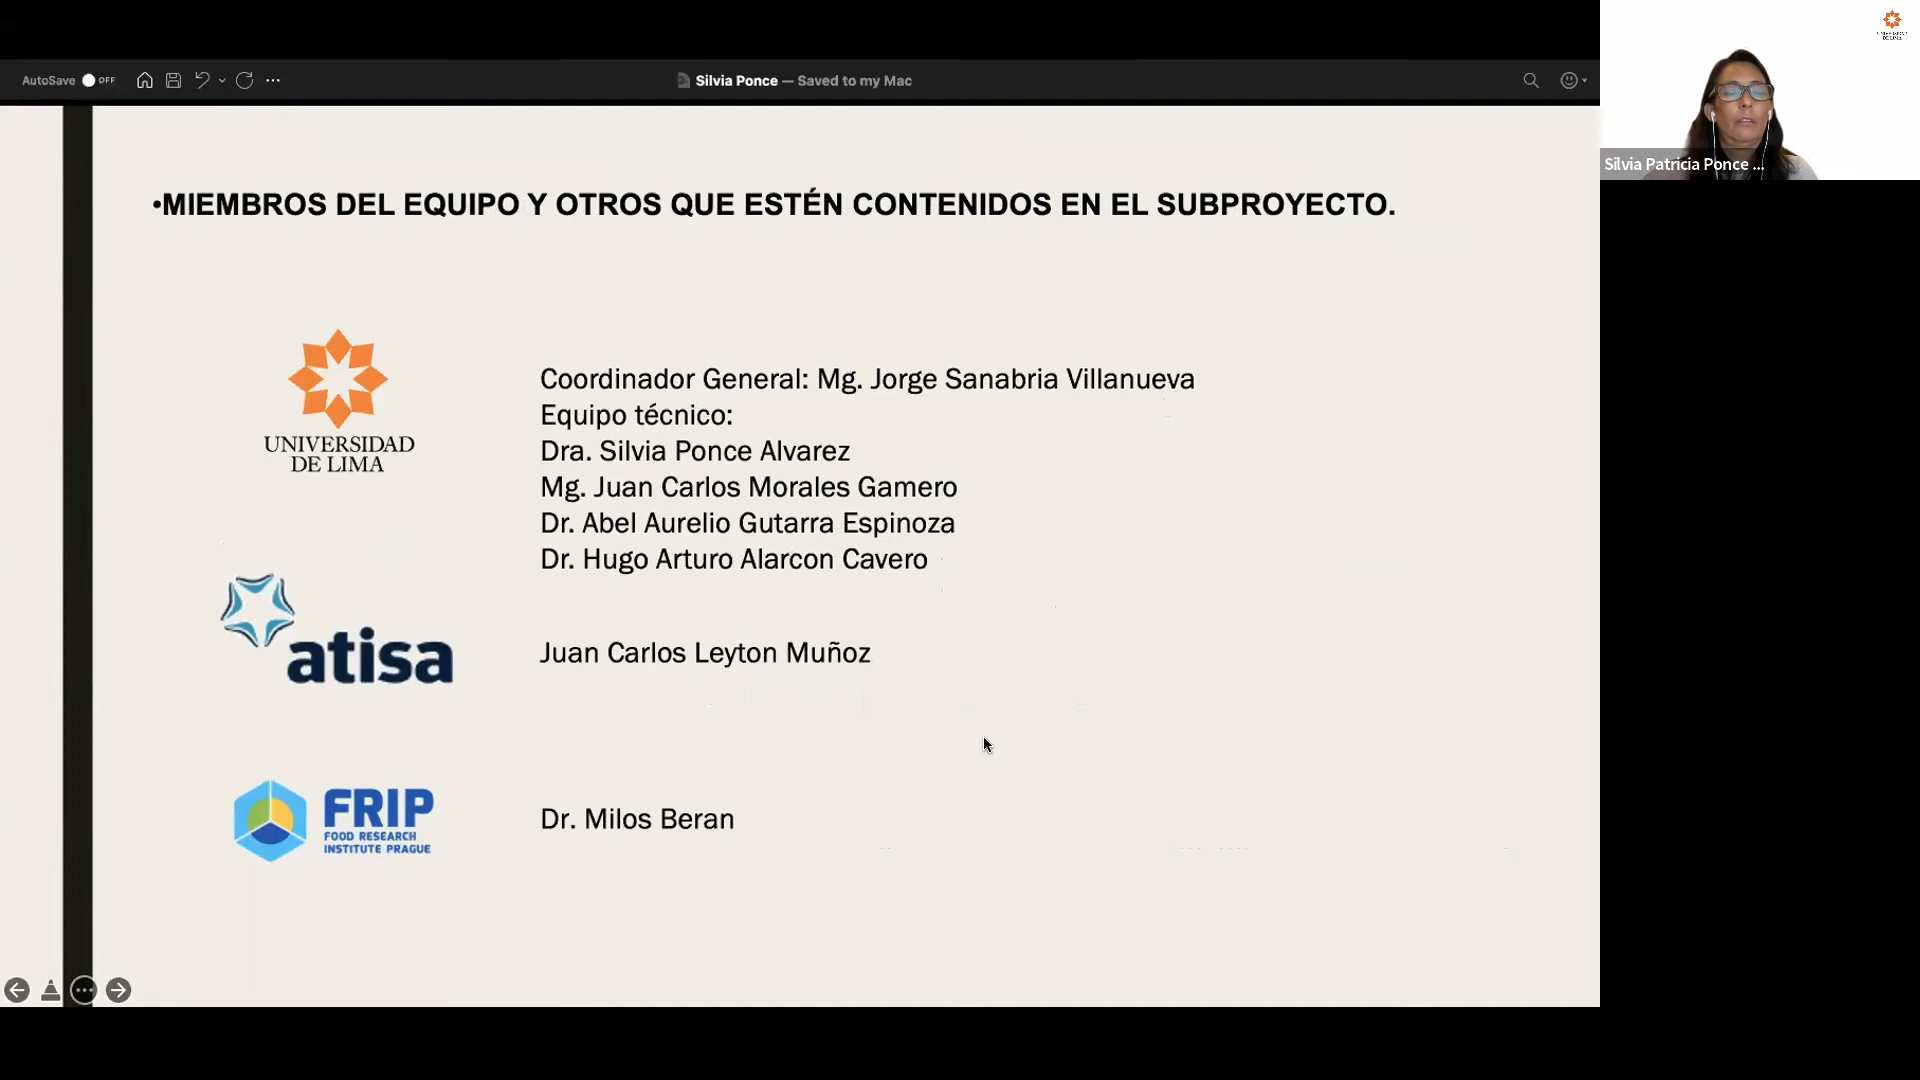 AutoSave OFF
Silvia Ponce — Saved to my Mac
•MIEMBROS DEL EQUIPO Y OTROS QUE ESTÉN CONTENIDOS EN EL SUBPROYECTO.
UNIVERSIDAD
DE LIMA
Coordinador General: Mg. Jorge Sanabria Villanueva
Equipo técnico:
Dra. Silvia Ponce Alvarez
Mg. Juan Carlos Morales Gamero
Dr. Abel Aurelio Gutarra Espinoza
Dr. Hugo Arturo Alarcon Cavero
atisa
Juan Carlos Leyton Muñoz
FRIP
FOOD RESEARCH
INSTITUTE PRAGUE
Dr. Milos Beran
UNIVERSIDAD
DE LIMA
Silvia Patricia Ponce ...